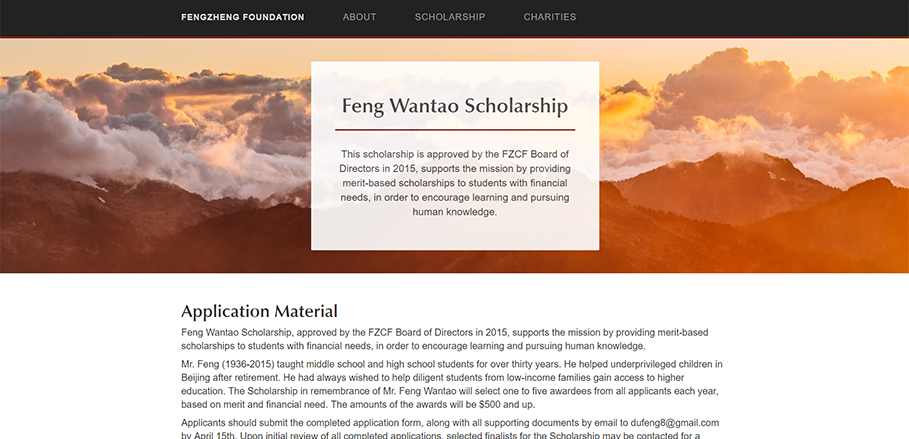 FENGZHENG FOUNDATION ABOUT SCHOLARSHIP CHARITIES
Feng Wantao Scholarship
This scholarship is approved by the FZCF Board of
Directors in 2015, supports the mission by providing
merit-based scholarships to students with financial
needs, in order to encourage learning and pursuing
human knowledge.
Application Material
Feng Wantao Scholarship, approved by the FZCF Board of Directors in 2015, supports the mission by providing merit-based
scholarships to students with financial needs, in order to encourage learning and pursuing human knowledge.
Mr. Feng (1936-2015) taught middle school and high school students for over thirty years. He helped underprivileged children in
Beijing after retirement. He had always wished to help diligent students from low-income families gain access to higher
education. The Scholarship in remembrance of Mr. Feng Wantao will select one to five awardees from all applicants each year,
based on merit and financial need. The amounts of the awards will be $500 and up.
Applicants should submit the completed application form, along with all supporting documents by email to dufeng8@gmail.com
by April 15th. Upon initial review of all completed applications, selected finalists for the Scholarship may be contacted for a